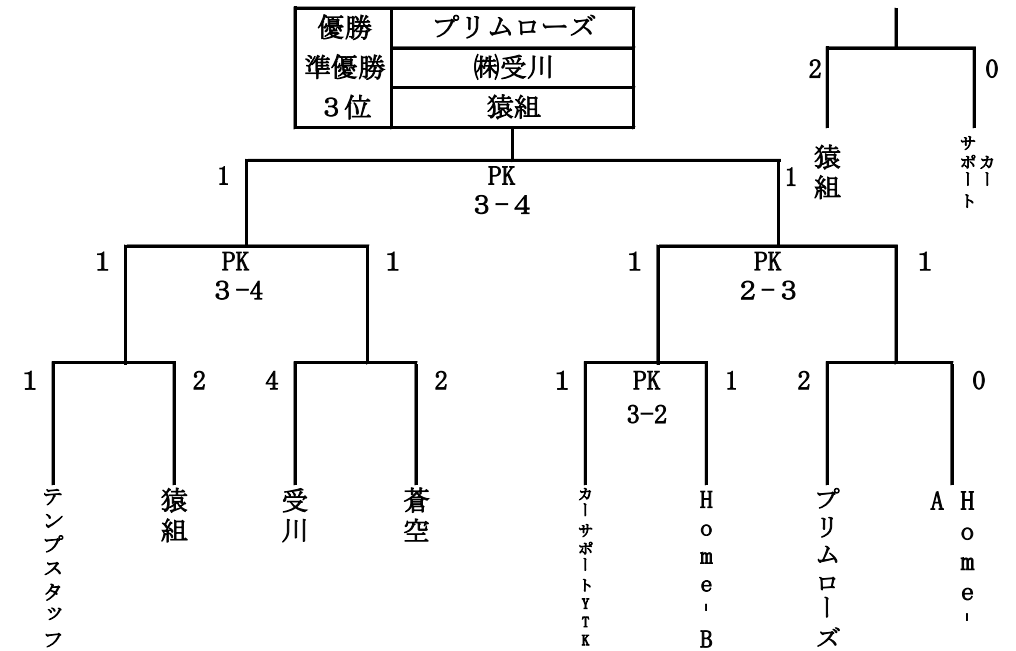 優勝 プリムローズ
準優勝 ㈱受川
３位 猿組
2 0
猿組
カーサポート
1 PK 1
３－４
1 PK 1
３－4
1 PK 1
２－３
1 2
4 2
1 PK 1
3-2
2 0
テンプスタッフ
猿組
受川
蒼空
カーサポートYTK
Home-B
プリムローズ
Home-A